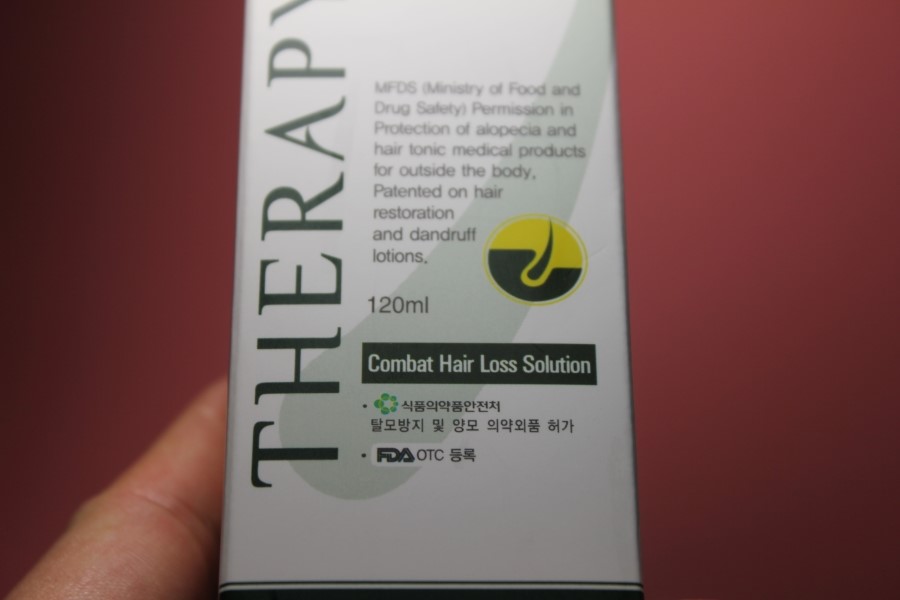 THERAPY
MFDS (Ministry of Food and
Drug Safety) Permission in
Protection of alopecia and
hair tonic medical products
for outside the body,
Patented on hair
restoration
and dandruff
lotions.
120ml
Combat Hair Loss Solution
• 식품의약품안전처
탈모방지 및 양모 의약외품 허가
• FDA OTC 등록